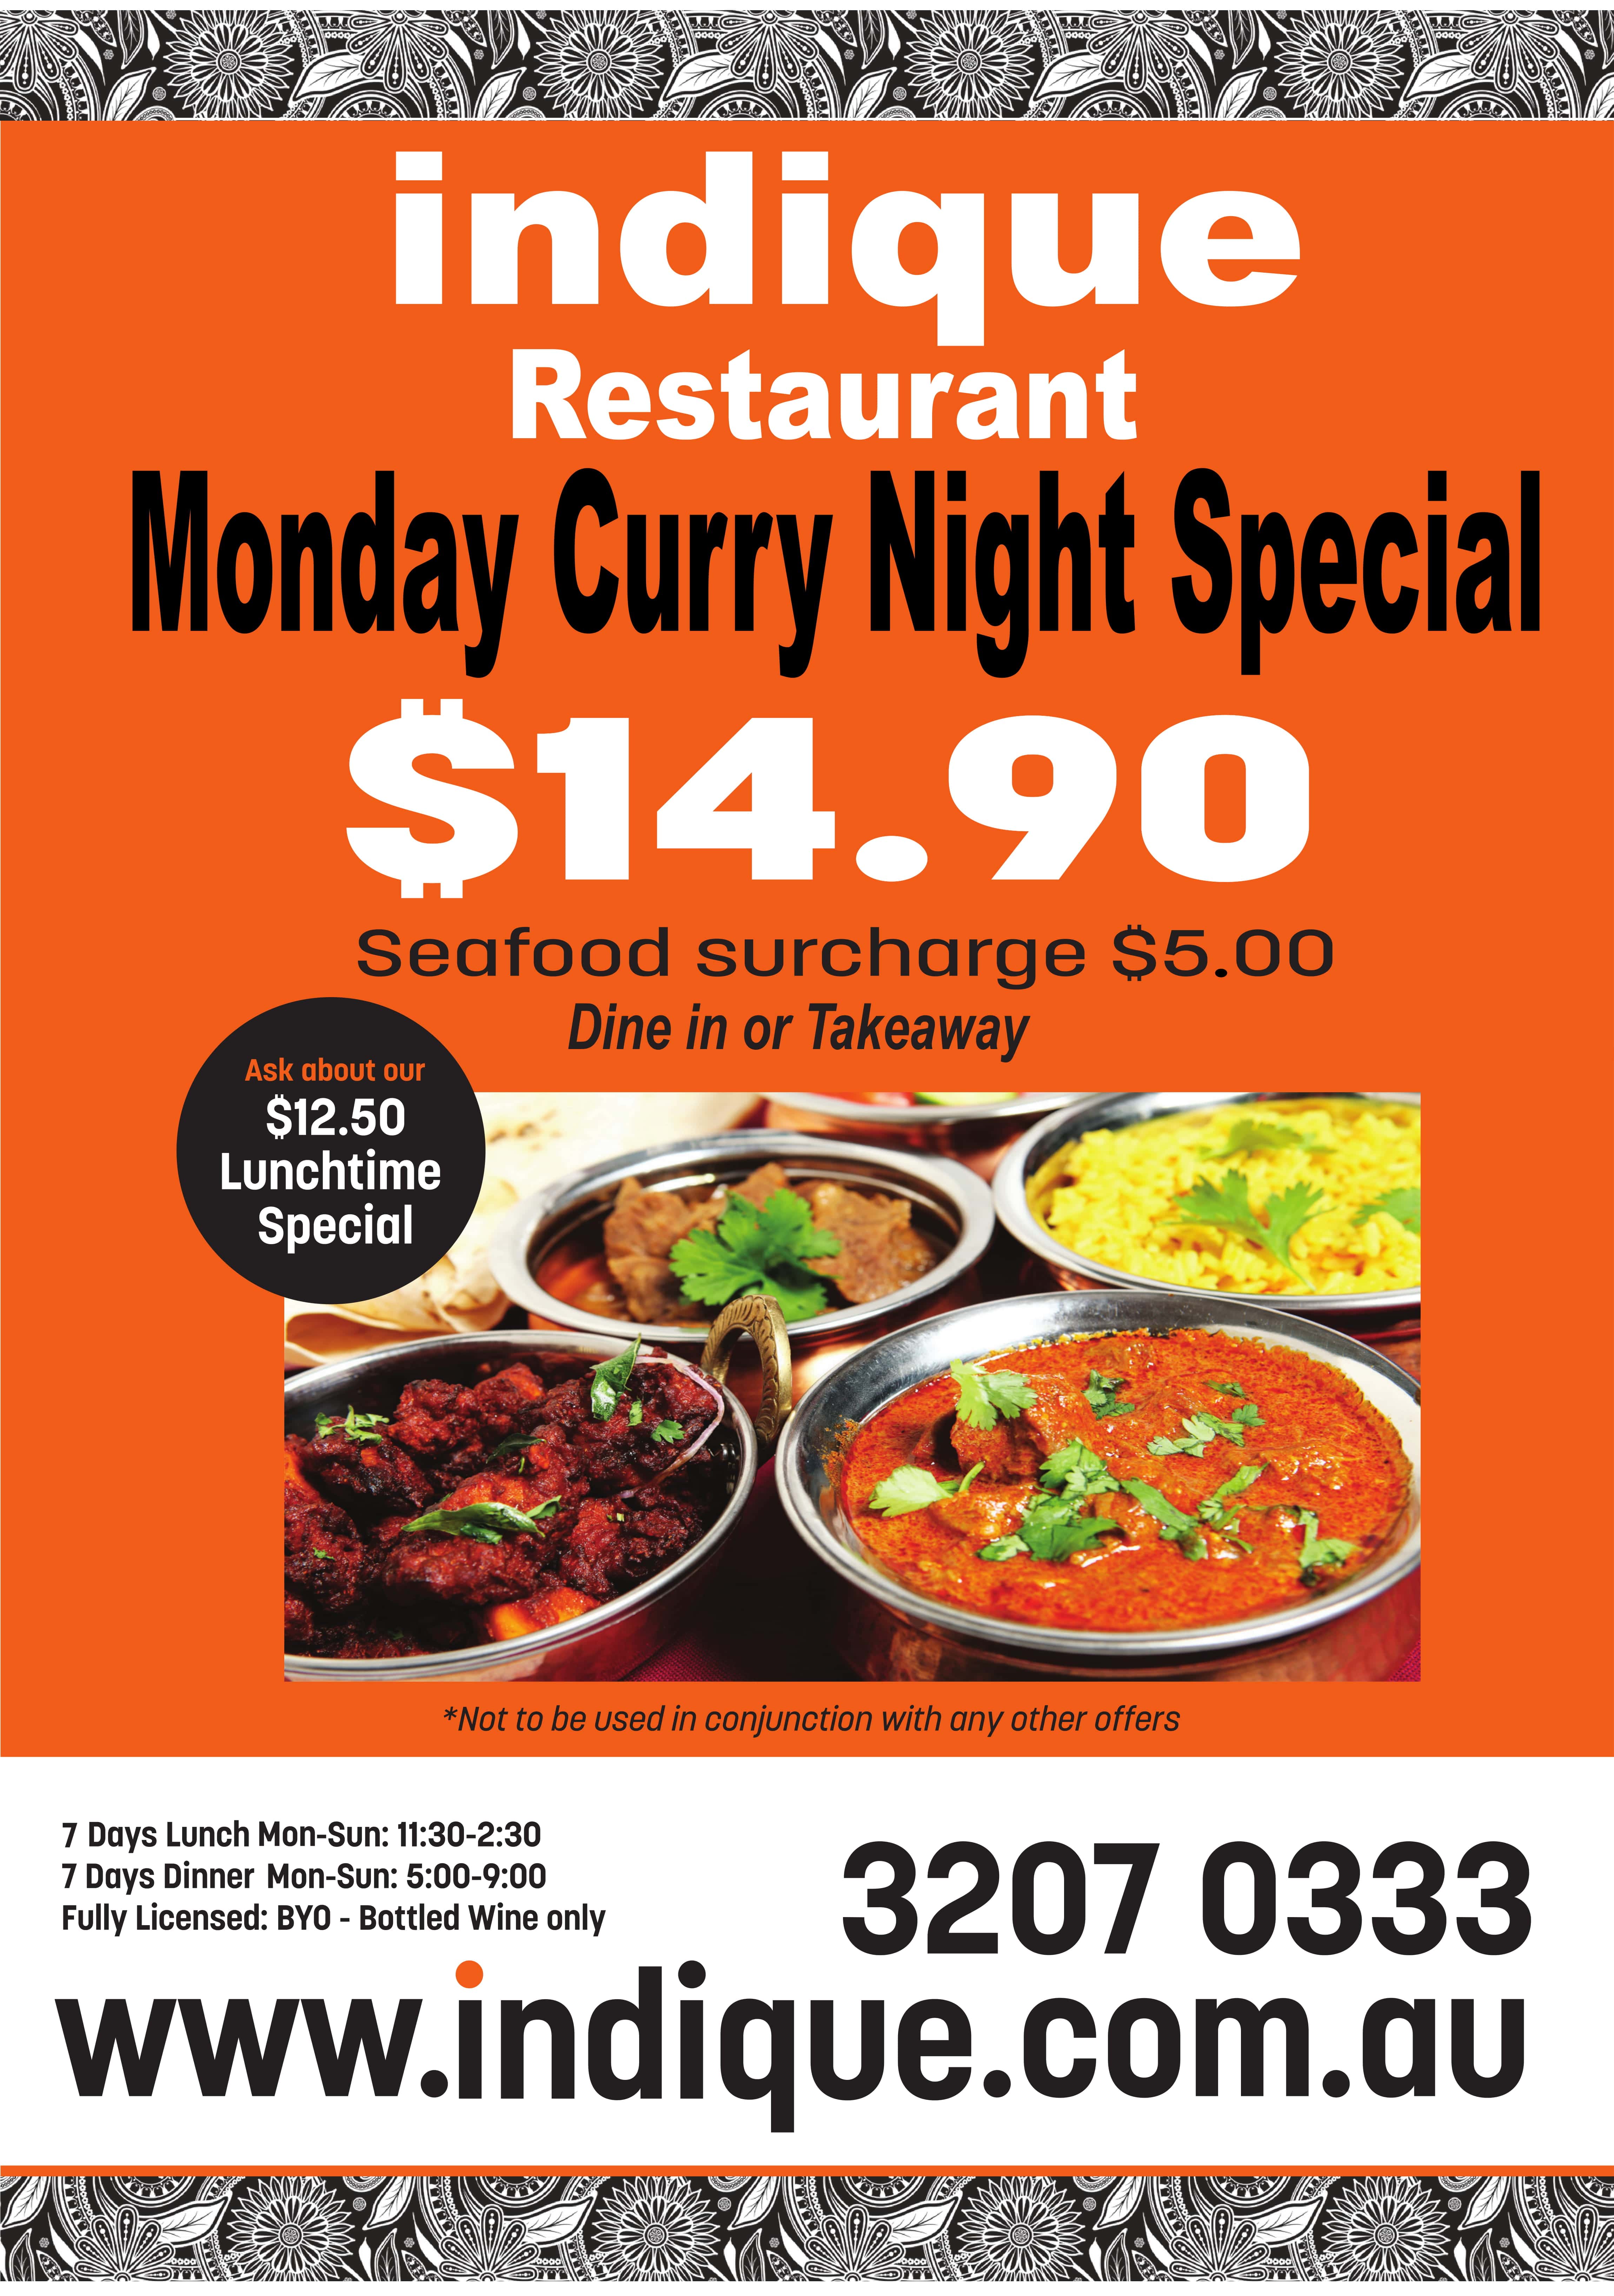 indique
Restaurant
Monday Curry Night Special
$14.90
Seafood surcharge $5.00
Dine in or Takeaway
Ask about our
$12.50
Lunchtime
Special
*Not to be used in conjunction with any other offers
7 Days Lunch Mon-Sun: 11:30-2:30
7 Days Dinner Mon-Sun: 5:00-9:00
Fully Licensed: BYO - Bottled Wine only
3207 0333
www.indique.com.au